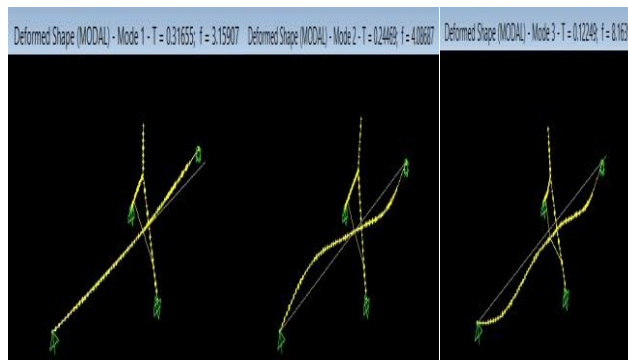 Deformed Shape (MODAL) - Mode 1 - T = 0.31655; f = 3.15907
Deformed Shape (MODAL) - Mode 2 - T = 0.24469; f = 4.08687
Deformed Shape (MODAL) - Mode 3 - T = 0.12249; f = 8.163